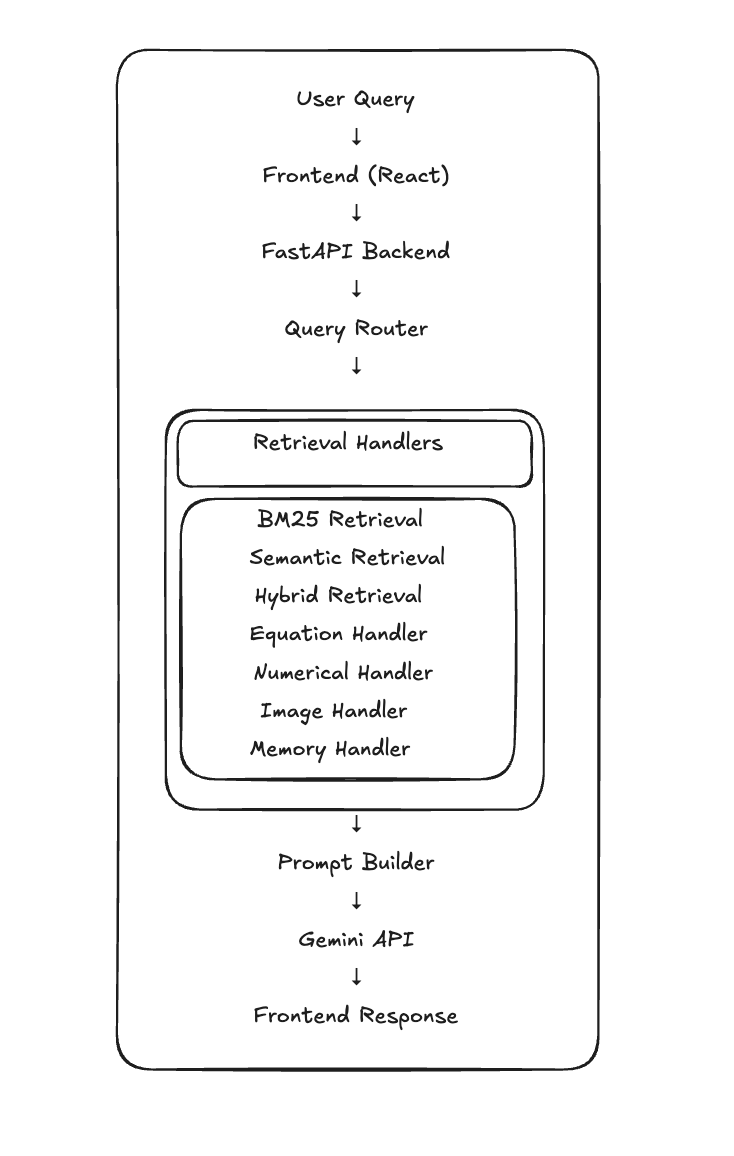 User Query
↓
Frontend (React)
↓
FastAPI Backend
↓
Query Router
↓
Retrieval Handlers
BM25 Retrieval
Semantic Retrieval
Hybrid Retrieval
Equation Handler
Numerical Handler
Image Handler
Memory Handler
↓
Prompt Builder
↓
Gemini API
↓
Frontend Response